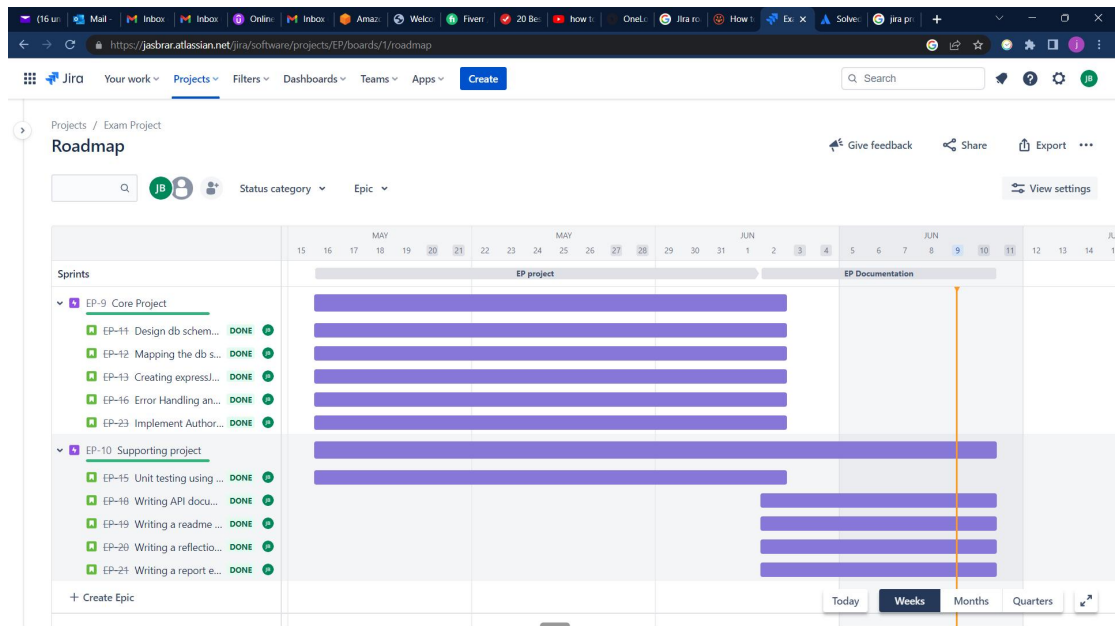 (16 un
Mail -
Inbox
Inbox
Online
Inbox
Amaz
Welco
Fiverr
20 Bes
how to
OneLo
JIra ro
How t
Ex
Solved
jira pr
https://jasbrar.atlassian.net/jira/software/projects/EP/boards/1/roadmap
j
Jira Your work Projects Filters Dashboards Teams Apps Create Search JB
Projects / Exam Project
Roadmap
Give feedback Share Export
JB Status category Epic View settings
MAY MAY JUN JUN
15 16 17 18 19 20 21 22 23 24 25 26 27 28 29 30 31 1 2 3 4 5 6 7 8 9 10 11 12 13 14
Sprints EP project EP Documentation
EP-9 Core Project
EP-11 Design db schem... DONE JB
EP-12 Mapping the db s... DONE JB
EP-13 Creating expressJ... DONE JB
EP-16 Error Handling an... DONE JB
EP-23 Implement Author... DONE JB
EP-10 Supporting project
EP-15 Unit testing using ... DONE JB
EP-18 Writing API docu... DONE JB
EP-19 Writing a readme ... DONE JB
EP-20 Writing a reflectio... DONE JB
EP-21 Writing a report e... DONE JB
+ Create Epic
Today Weeks Months Quarters